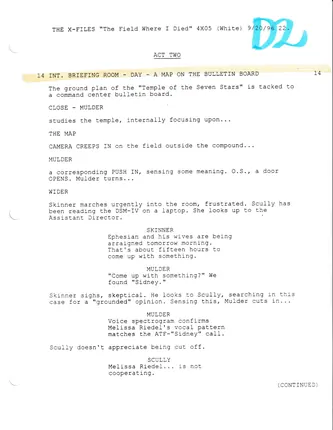 THE X-FILES "The Field Where I Died" 4X05 (White) 9/20/96 22.
D2
ACT TWO
14 INT. BRIEFING ROOM - DAY - A MAP ON THE BULLETIN BOARD 14
The ground plan of the "Temple of the Seven Stars" is tacked to
a command center bulletin board.
CLOSE - MULDER
studies the temple, internally focusing upon...
THE MAP
CAMERA CREEPS IN on the field outside the compound...
MULDER
a corresponding PUSH IN, sensing some meaning. O.S., a door
OPENS. Mulder turns...
WIDER
Skinner marches urgently into the room, frustrated. Scully has
been reading the DSM-IV on a laptop. She looks up to the
Assistant Director.
SKINNER
Ephesian and his wives are being
arraigned tomorrow morning.
That's about fifteen hours to
come up with something.
MULDER
"Come up with something?" We
found "Sidney."
Skinner sighs, skeptical. He looks to Scully, searching in this
case for a "grounded" opinion. Sensing this, Mulder cuts in...
MULDER
Voice spectrogram confirms
Melissa Riedel's vocal pattern
matches the ATF-"Sidney" call.
Scully doesn't appreciate being cut off.
SCULLY
Melissa Riedel... is not
cooperating.
(CONTINUED)